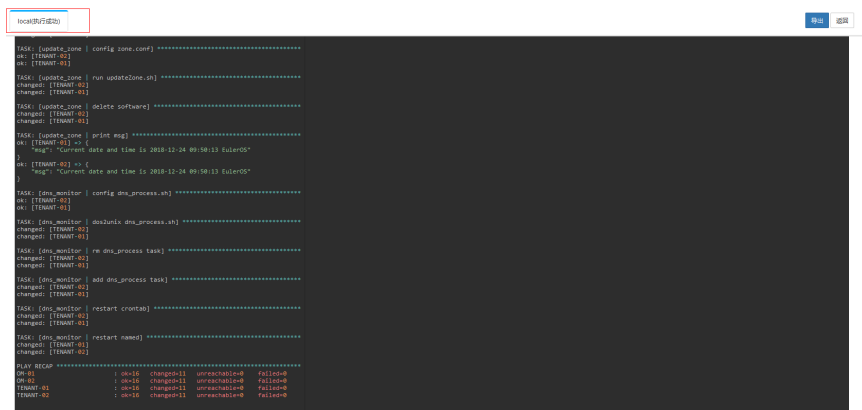 local(执行成功)
导出 返回
TASK: [update_zone | config zone.conf] ****************************************
ok: [TENANT-02]
ok: [TENANT-01]
TASK: [update_zone | run updateZone.sh] ***************************************
changed: [TENANT-02]
changed: [TENANT-01]
TASK: [update_zone | delete software] *****************************************
changed: [TENANT-02]
changed: [TENANT-01]
TASK: [update_zone | print msg] ***********************************************
ok: [TENANT-01] => {
"msg": "Current date and time is 2018-12-24 09:50:13 EulerOS"
}
ok: [TENANT-02] => {
"msg": "Current date and time is 2018-12-24 09:50:13 EulerOS"
}
TASK: [dns_monitor | config dns_process.sh] ***********************************
ok: [TENANT-02]
ok: [TENANT-01]
TASK: [dns_monitor | dos2unix dns_process.sh] *********************************
changed: [TENANT-02]
changed: [TENANT-01]
TASK: [dns_monitor | rm dns_process task] *************************************
changed: [TENANT-02]
changed: [TENANT-01]
TASK: [dns_monitor | add dns_process task] ************************************
changed: [TENANT-02]
changed: [TENANT-01]
TASK: [dns_monitor | restart crontab] *****************************************
changed: [TENANT-02]
changed: [TENANT-01]
TASK: [dns_monitor | restart named] *******************************************
changed: [TENANT-01]
changed: [TENANT-02]
PLAY RECAP ********************************************************************
OM-01 : ok=16 changed=11 unreachable=0 failed=0
OM-02 : ok=16 changed=11 unreachable=0 failed=0
TENANT-01 : ok=16 changed=11 unreachable=0 failed=0
TENANT-02 : ok=16 changed=11 unreachable=0 failed=0